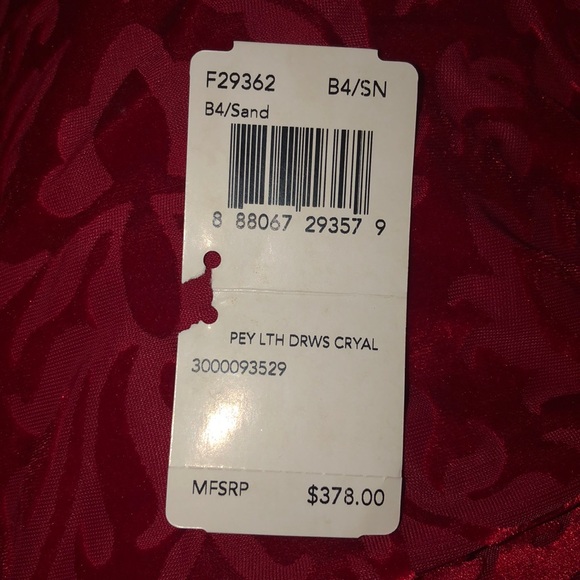 F29362 B4/SN
B4/Sand
8 88067 29357 9
PEY LTH DRWS CRYAL
3000093529
MFSRP $378.00